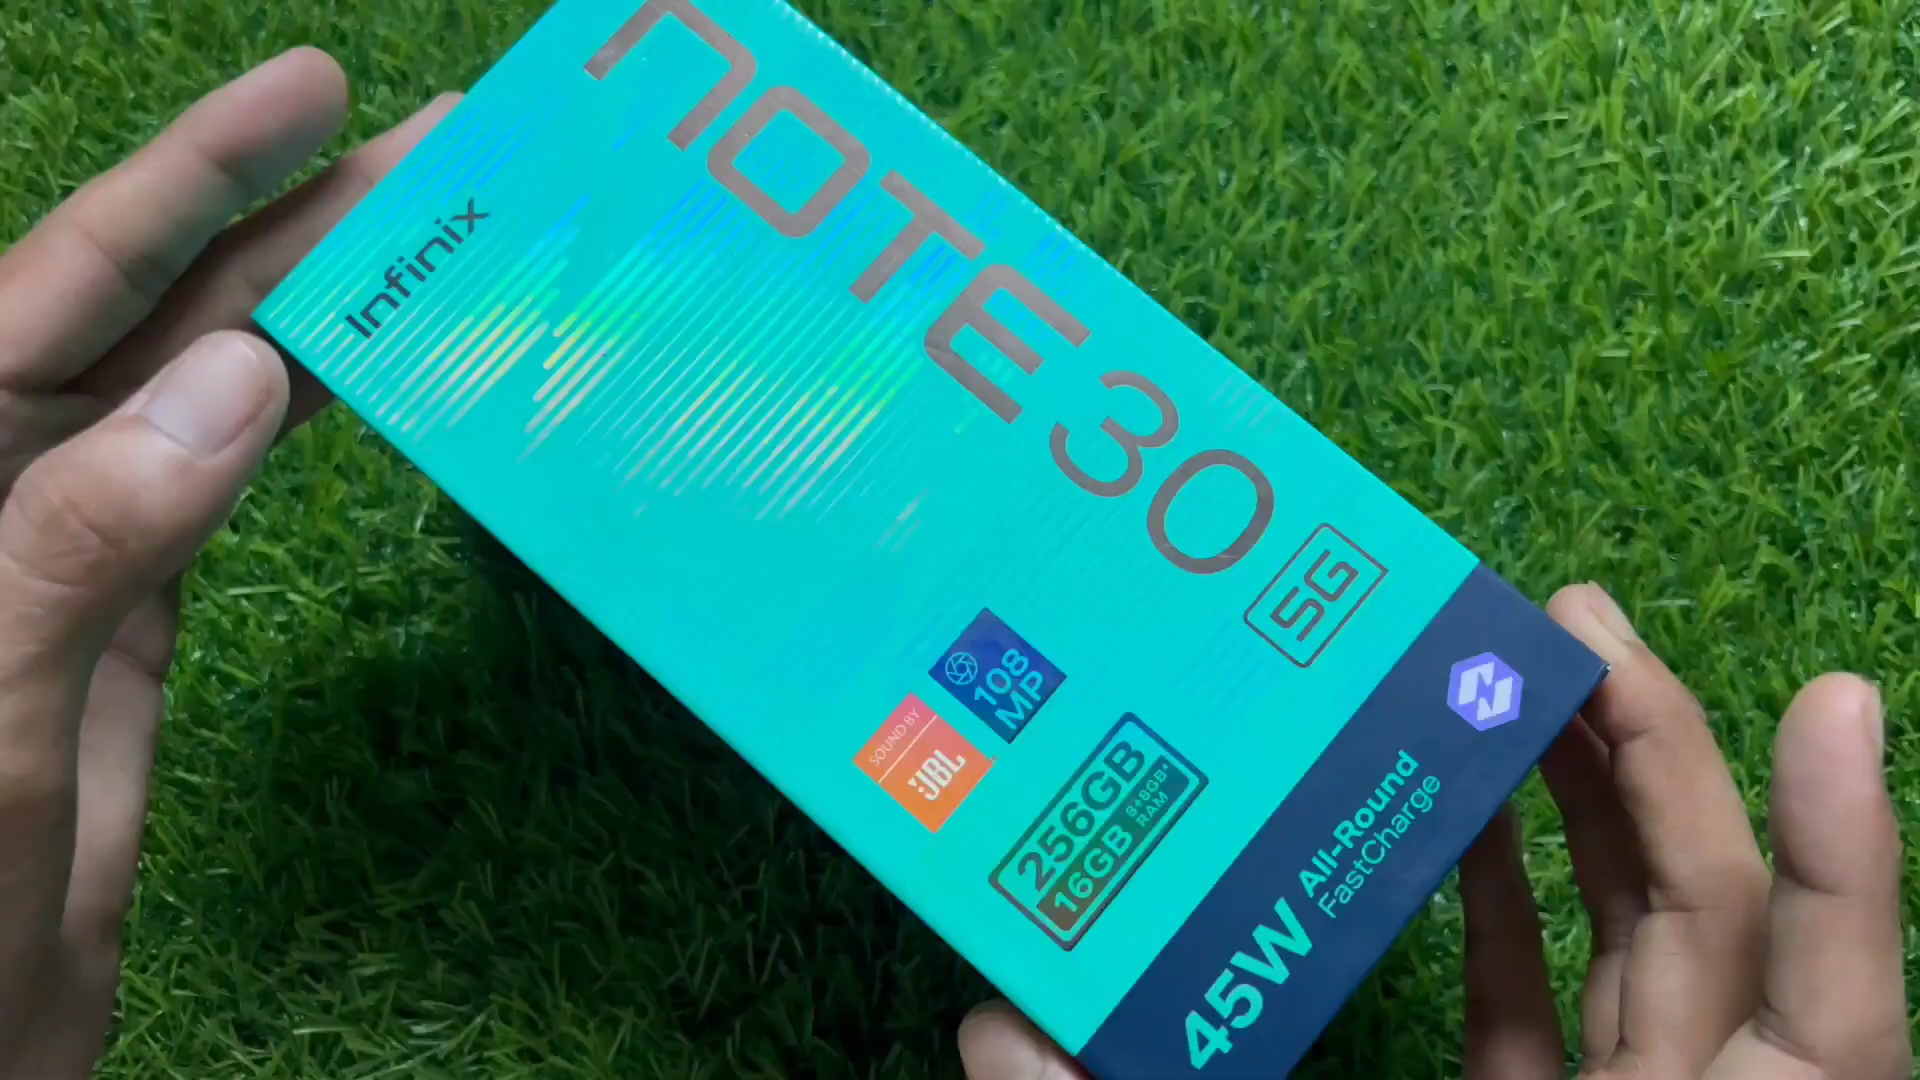 Infinix
NOTE 30
5G
108
MP
SOUND BY
JBL
256GB
16GB 8+8GB*
RAM
45W All-Round
FastCharge